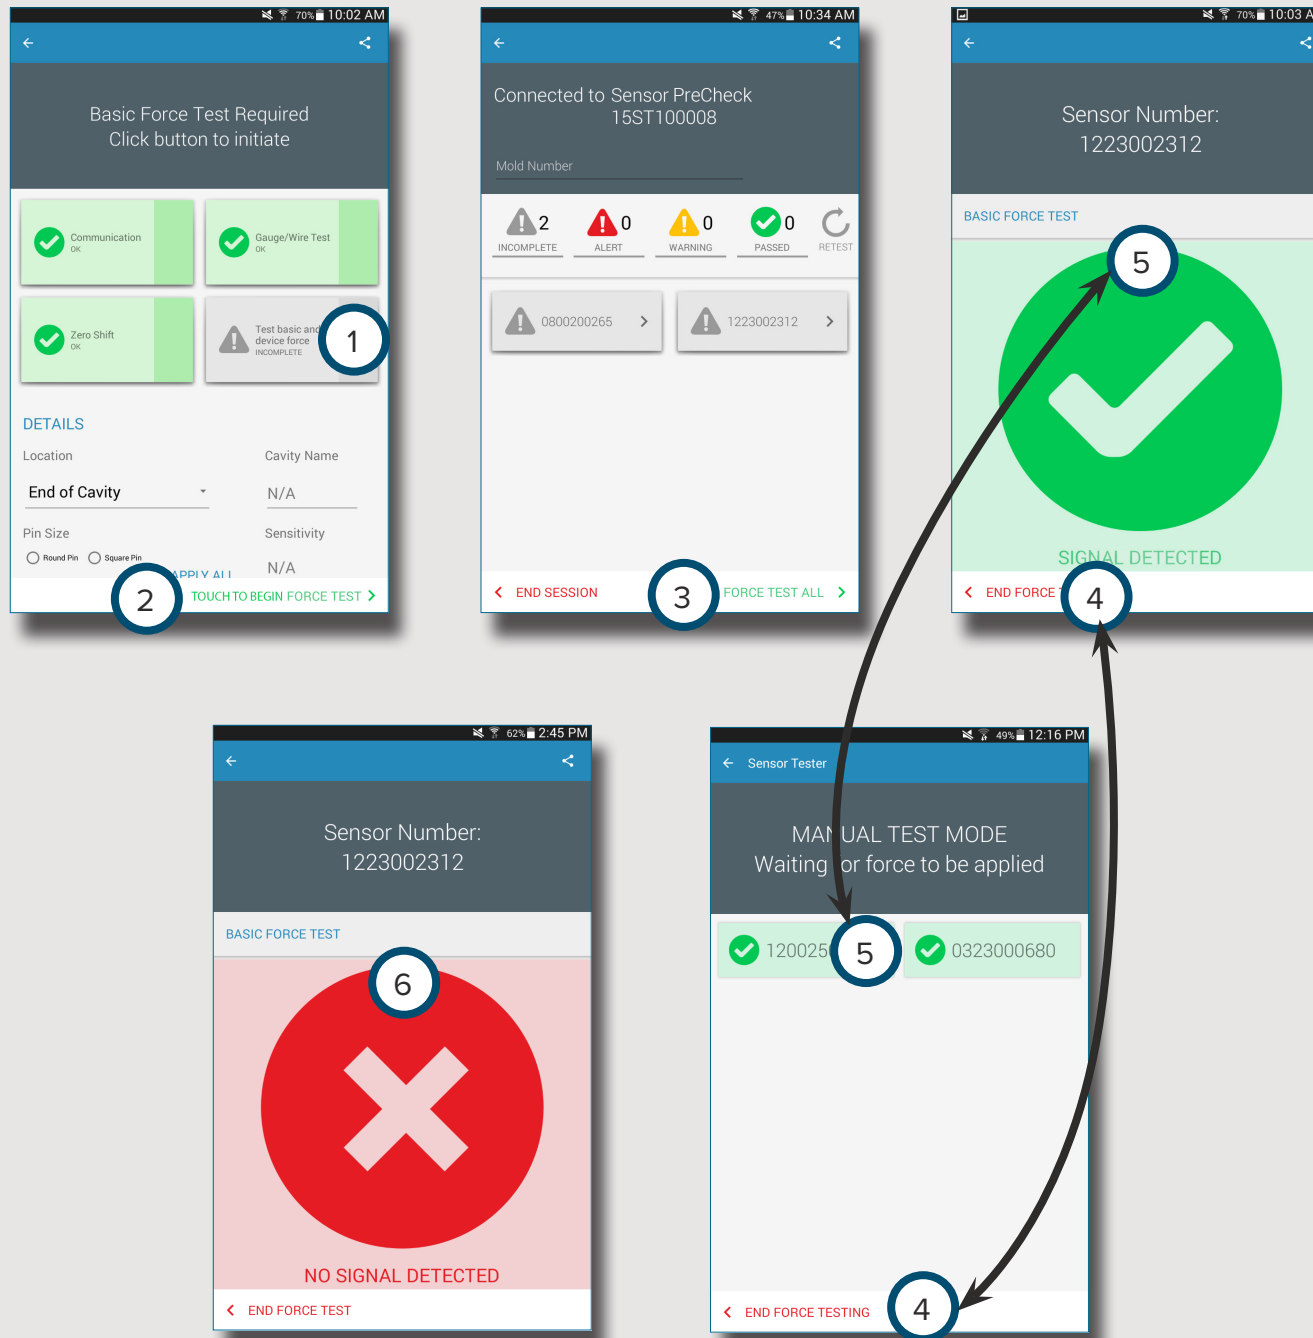 70% 10:02 AM
Basic Force Test Required
Click button to initiate
Communication
OK
Gauge/Wire Test
OK
Zero Shift
OK
Test basic and
device force
INCOMPLETE
1
DETAILS
Location
Cavity Name
End of Cavity
N/A
Pin Size
Sensitivity
Round Pin
Square Pin
N/A
APPLY ALL
2
TOUCH TO BEGIN FORCE TEST
47% 10:34 AM
Connected to Sensor PreCheck
15ST100008
Mold Number
2
INCOMPLETE
0
ALERT
0
WARNING
0
PASSED
RETEST
0800200265
1223002312
END SESSION
3
FORCE TEST ALL
70% 10:03 A
Sensor Number:
1223002312
BASIC FORCE TEST
5
SIGNAL DETECTED
END FORCE
4
62% 2:45 PM
Sensor Number:
1223002312
BASIC FORCE TEST
6
NO SIGNAL DETECTED
END FORCE TEST
49% 12:16 PM
Sensor Tester
MANUAL TEST MODE
Waiting for force to be applied
120025
5
0323000680
END FORCE TESTING
4